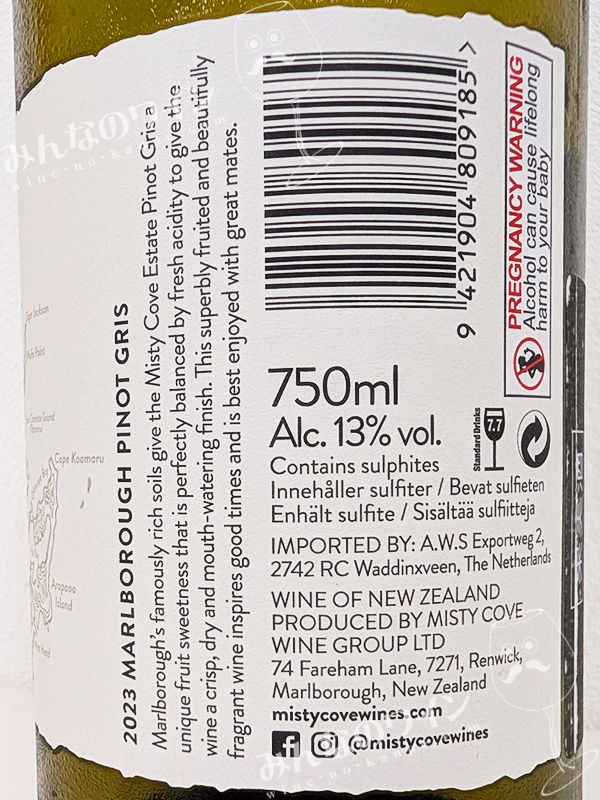 2023 MARLBOROUGH PINOT GRIS
Marlborough's famously rich soils give the Misty Cove Estate Pinot Gris a
unique fruit sweetness that is perfectly balanced by fresh acidity to give the
wine a crisp, dry and mouth-watering finish. This superbly fruited and beautifully
fragrant wine inspires good times and is best enjoyed with great mates.
Cape Jackson
Cape Koamaru
Arapaoa
Island
9 421904 809185 >
PREGNANCY WARNING
Alcohol can cause lifelong
harm to your baby
750ml
Alc. 13% vol.
Standard Drinks
7.7
Contains sulphites
Innehåller sulfiter / Bevat sulfieten
Enhält sulfite / Sisältää sulfiitteja
IMPORTED BY: A.W.S Exportweg 2,
2742 RC Waddinxveen, The Netherlands
WINE OF NEW ZEALAND
PRODUCED BY MISTY COVE
WINE GROUP LTD
74 Fareham Lane, 7271, Renwick,
Marlborough, New Zealand
mistycovewines.com
@mistycovewines
みんなのワイン